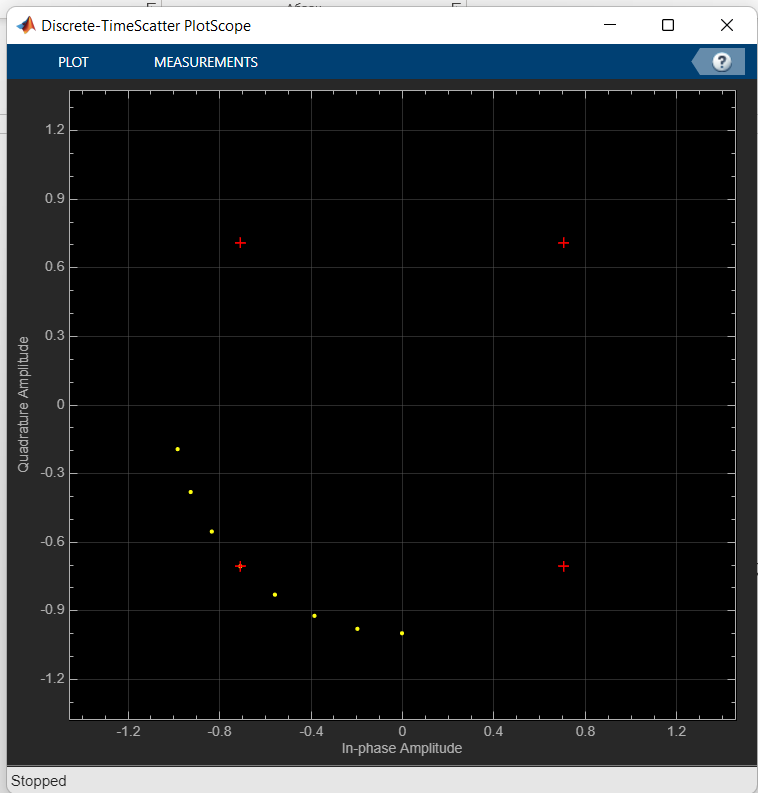 Discrete-TimeScatter PlotScope
PLOT MEASUREMENTS ?
1.2
0.9
0.6
0.3
0
-0.3
-0.6
-0.9
-1.2
Quadrature Amplitude
-1.2 -0.8 -0.4 0 0.4 0.8 1.2
In-phase Amplitude
Stopped